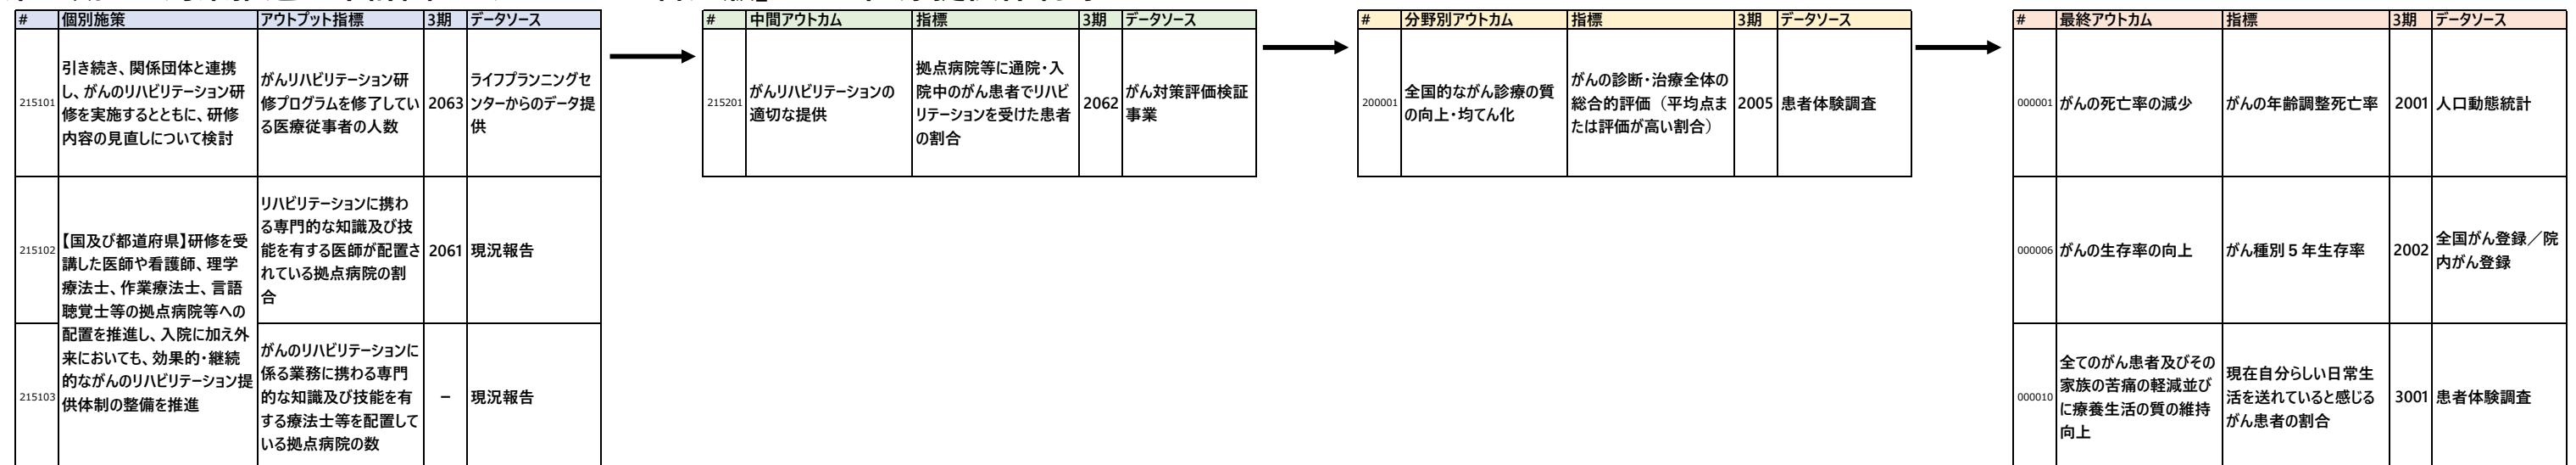 # 個別施策 アウトプット指標 3期 データソース
215101
引き続き、関係団体と連携
し、がんのリハビリテーション研
修を実施するとともに、研修
内容の見直しについて検討
がんリハビリテーション研
修プログラムを修了してい
る医療従事者の人数
2063
ライフプランニングセ
ンターからのデータ提
供
215102
【国及び都道府県】研修を受
講した医師や看護師、理学
療法士、作業療法士、言語
聴覚士等の拠点病院等への
配置を推進し、入院に加え外
来においても、効果的・継続
的ながんのリハビリテーション提
供体制の整備を推進
リハビリテーションに携わ
る専門的な知識及び技
能を有する医師が配置さ
れている拠点病院の割
合
2061
現況報告
215103
がんのリハビリテーションに
係る業務に携わる専門
的な知識及び技能を有
する療法士等を配置して
いる拠点病院の数
－
現況報告
# 中間アウトカム 指標 3期 データソース
215201
がんリハビリテーションの
適切な提供
拠点病院等に通院・入
院中のがん患者でリハビ
リテーションを受けた患者
の割合
2062
がん対策評価検証
事業
# 分野別アウトカム 指標 3期 データソース
200001
全国的ながん診療の質
の向上・均てん化
がんの診断・治療全体の
総合的評価（平均点ま
たは評価が高い割合）
2005
患者体験調査
# 最終アウトカム 指標 3期 データソース
000001
がんの死亡率の減少
がんの年齢調整死亡率
2001
人口動態統計
000006
がんの生存率の向上
がん種別５年生存率
2002
全国がん登録／院
内がん登録
000010
全てのがん患者及びその
家族の苦痛の軽減並び
に療養生活の質の維持
向上
現在自分らしい日常生
活を送れていると感じる
がん患者の割合
3001
患者体験調査